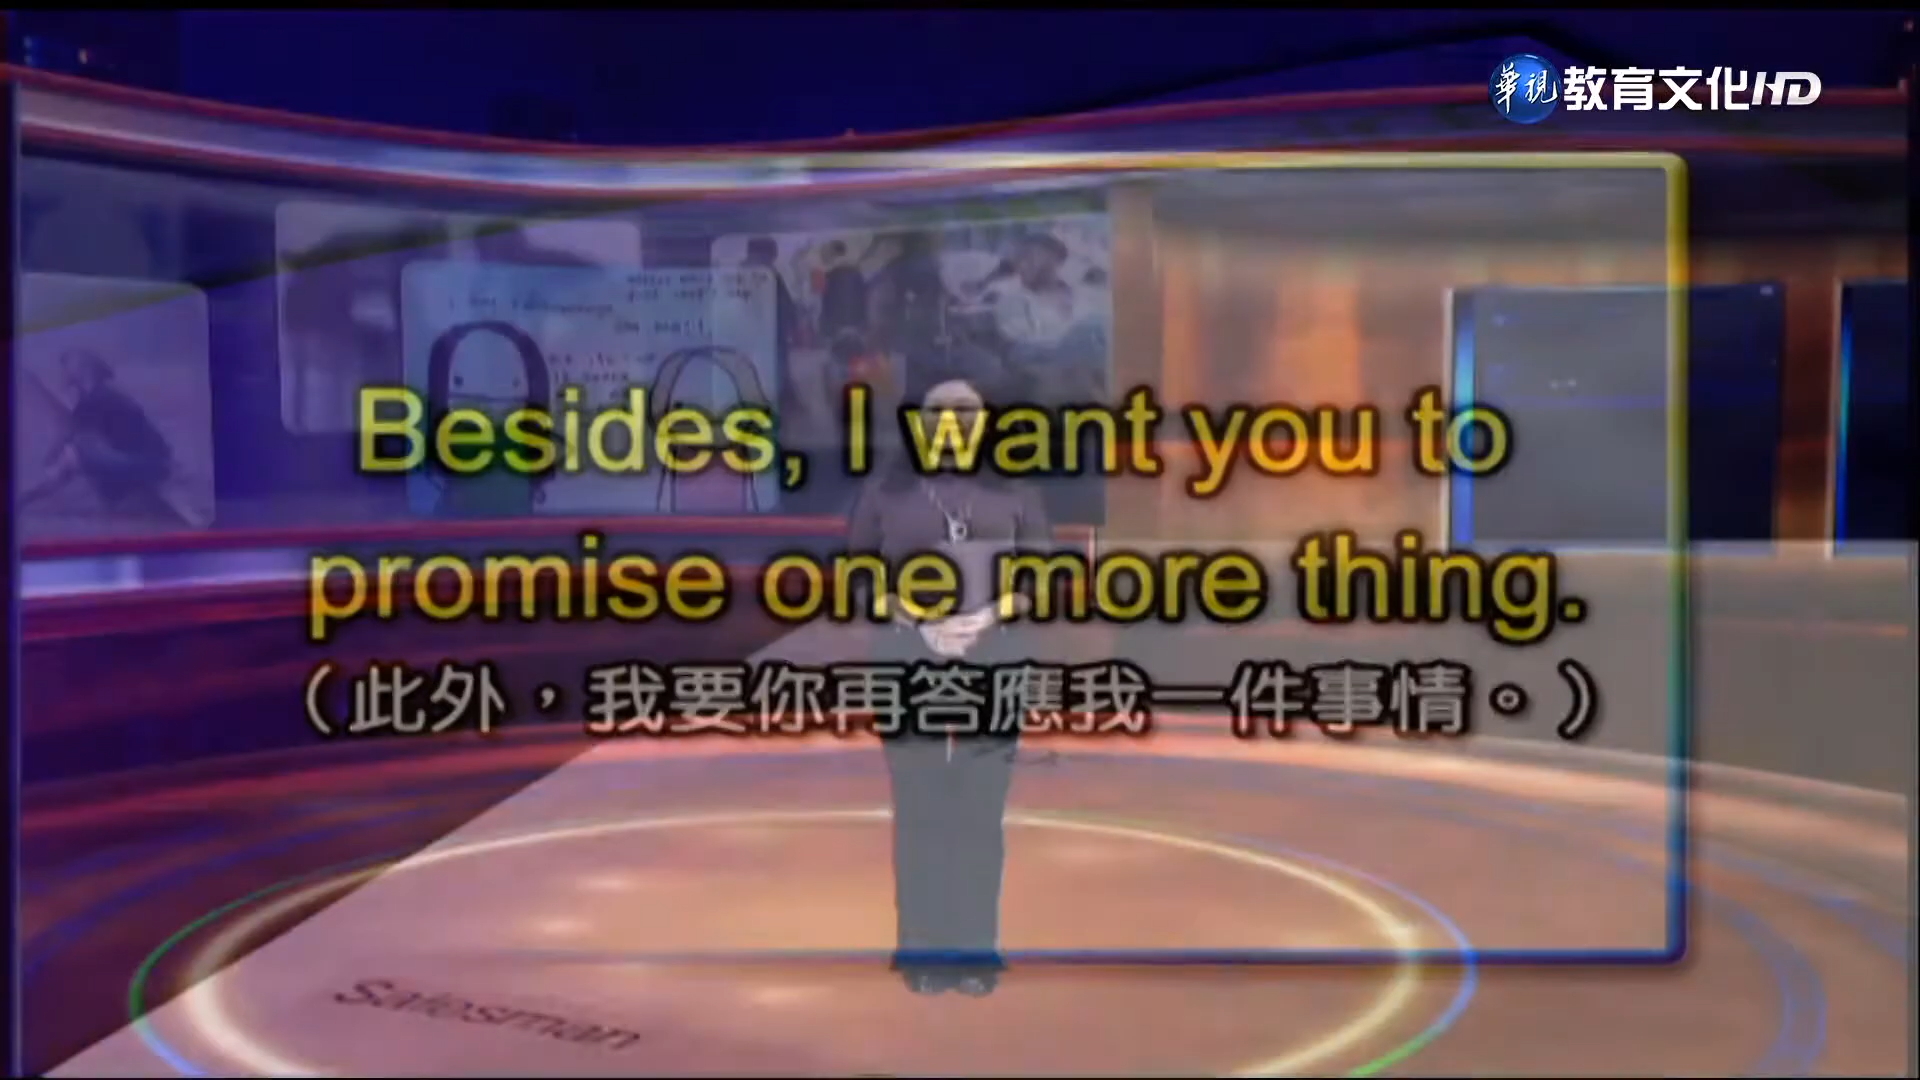 華視 教育文化HD
Besides, I want you to
promise one more thing.
（此外，我要你再答應我一件事情。）
Salesman